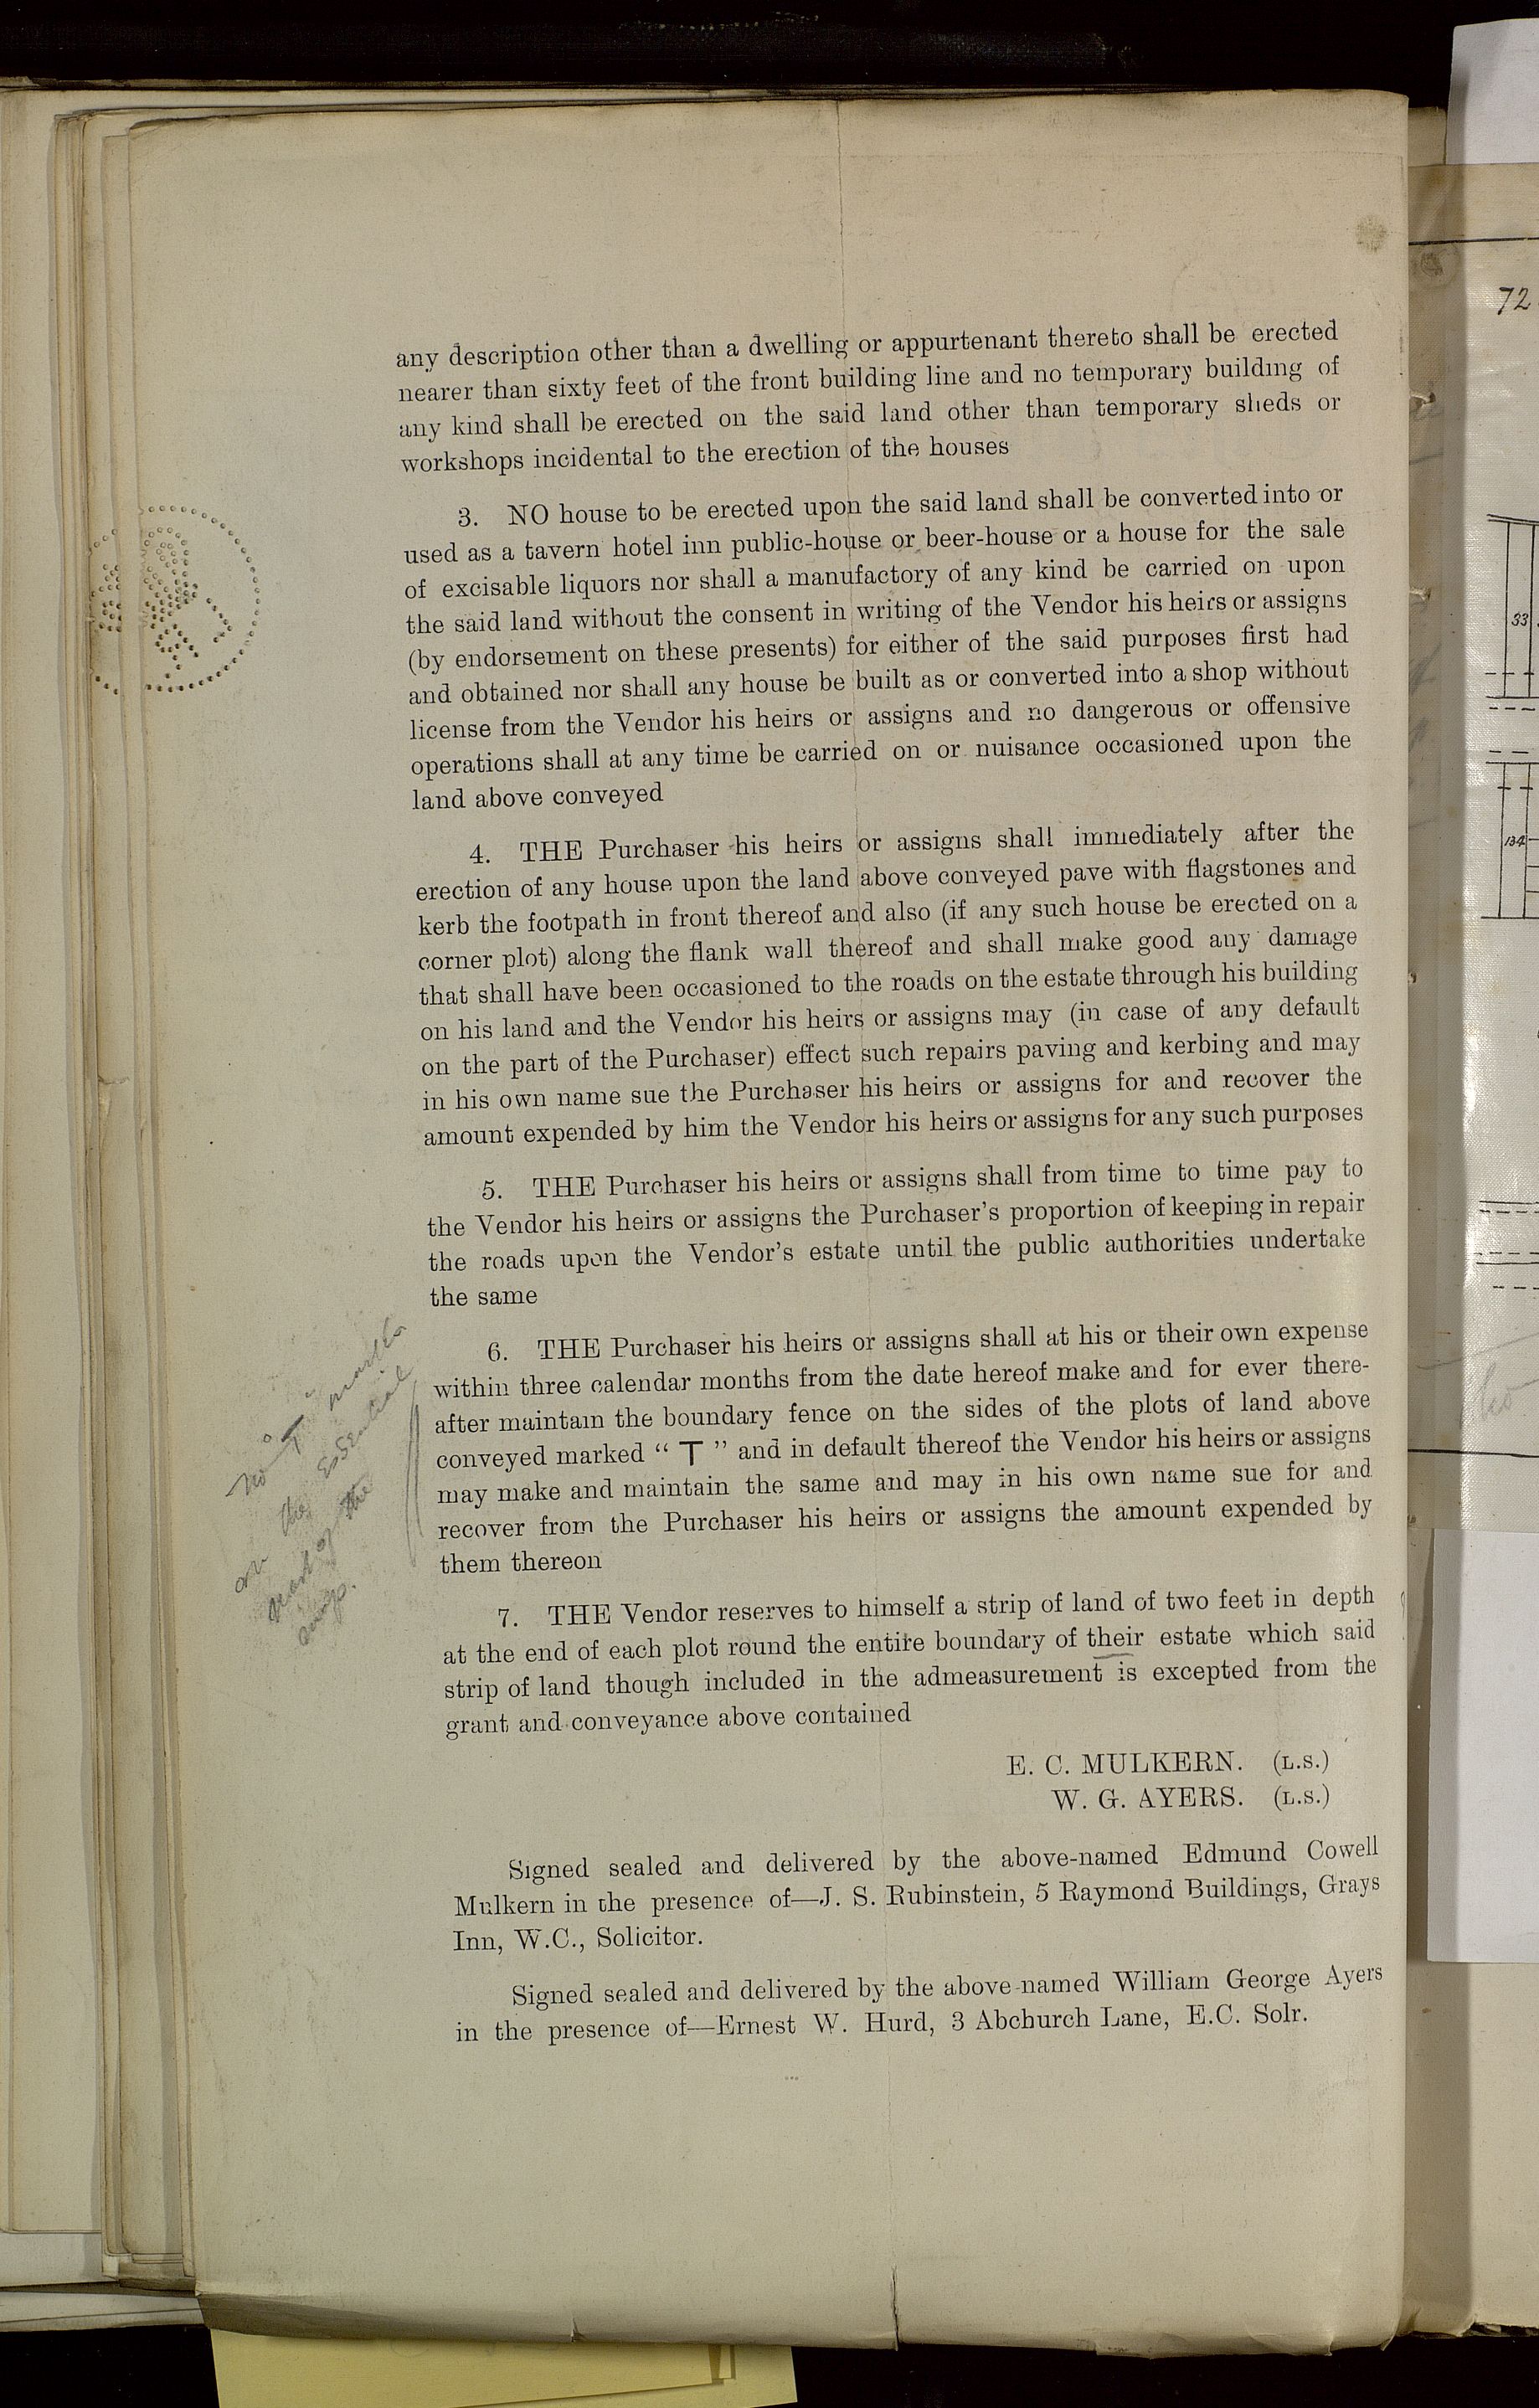 any description other than a dwelling or appurtenant thereto shall be erected
nearer than sixty feet of the front building line and no temporary building of
any kind shall be erected on the said land other than temporary sheds or
workshops incidental to the erection of the houses
3. NO house to be erected upon the said land shall be converted into or
used as a tavern hotel inn public-house or beer-house or a house for the sale
of excisable liquors nor shall a manufactory of any kind be carried on upon
the said land without the consent in writing of the Vendor his heirs or assigns
(by endorsement on these presents) for either of the said purposes first had
and obtained nor shall any house be built as or converted into a shop without
license from the Vendor his heirs or assigns and no dangerous or offensive
operations shall at any time be carried on or nuisance occasioned upon the
land above conveyed
4. THE Purchaser his heirs or assigns shall immediately after the
erection of any house upon the land above conveyed pave with flagstones and
kerb the footpath in front thereof and also (if any such house be erected on a
corner plot) along the flank wall thereof and shall make good any damage
that shall have been occasioned to the roads on the estate through his building
on his land and the Vendor his heirs or assigns may (in case of any default
on the part of the Purchaser) effect such repairs paving and kerbing and may
in his own name sue the Purchaser his heirs or assigns for and recover the
amount expended by him the Vendor his heirs or assigns for any such purposes
5. THE Purchaser his heirs or assigns shall from time to time pay to
the Vendor his heirs or assigns the Purchaser's proportion of keeping in repair
the roads upon the Vendor's estate until the public authorities undertake
the same
6. THE Purchaser his heirs or assigns shall at his or their own expense
within three calendar months from the date hereof make and for ever there-
after maintain the boundary fence on the sides of the plots of land above
conveyed marked " T " and in default thereof the Vendor his heirs or assigns
may make and maintain the same and may in his own name sue for and
recover from the Purchaser his heirs or assigns the amount expended by
them thereon
7. THE Vendor reserves to himself a strip of land of two feet in depth
at the end of each plot round the entire boundary of their estate which said
strip of land though included in the admeasurement is excepted from the
grant and conveyance above contained
E. C. MULKERN. (L.S.)
W. G. AYERS. (L.S.)
Signed sealed and delivered by the above-named Edmund Cowell
Mulkern in the presence of—J. S. Rubinstein, 5 Raymond Buildings, Grays
Inn, W.C., Solicitor.
Signed sealed and delivered by the above-named William George Ayers
in the presence of—Ernest W. Hurd, 3 Abchurch Lane, E.C. Solr.
No "T"
on the essential
part of the
72
33
134